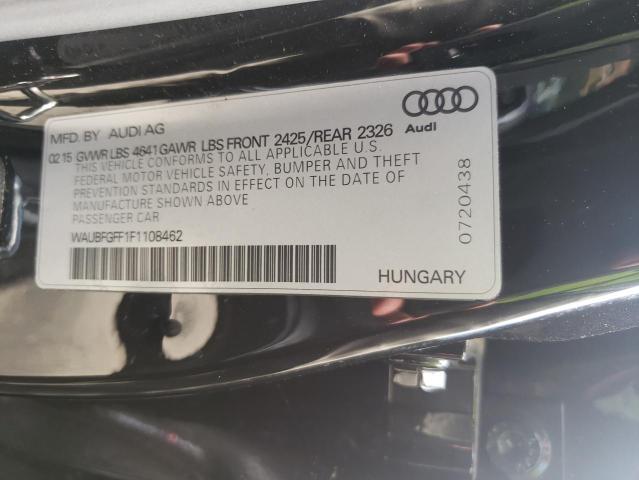 MFD. BY AUDI AG
02 15 GVWR LBS 4641 GAWR LBS FRONT 2425/REAR 2326
THIS VEHICLE CONFORMS TO ALL APPLICABLE U.S.
FEDERAL MOTOR VEHICLE SAFETY, BUMPER AND THEFT
PREVENTION STANDARDS IN EFFECT ON THE DATE OF
MANUFACTURE SHOWN ABOVE
PASSENGER CAR
WAUBFGFF1F1108462
HUNGARY
Audi
0720438